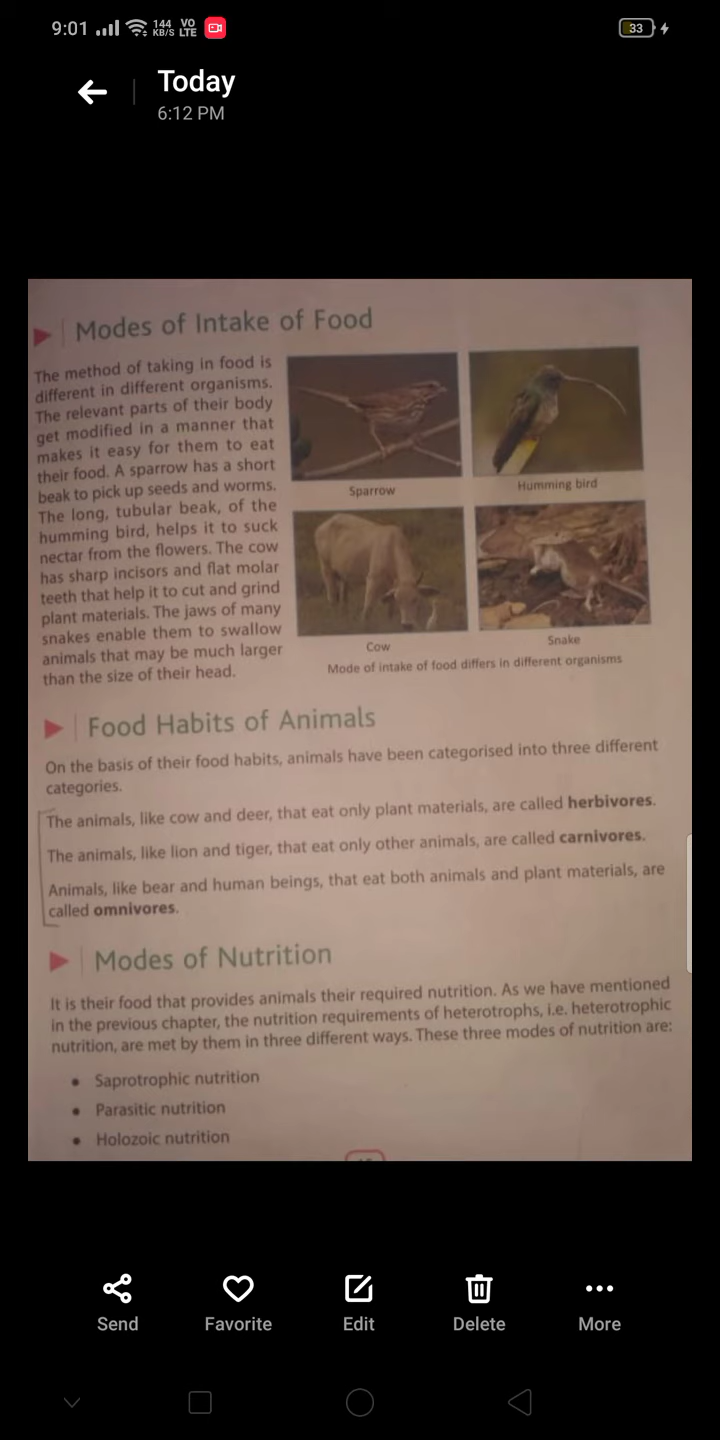 9:01
144
KB/S
VO
LTE
33
Today
6:12 PM
Modes of Intake of Food
The method of taking in food is
different in different organisms.
The relevant parts of their body
get modified in a manner that
makes it easy for them to eat
their food. A sparrow has a short
beak to pick up seeds and worms.
The long, tubular beak, of the
humming bird, helps it to suck
nectar from the flowers. The cow
has sharp incisors and flat molar
teeth that help it to cut and grind
plant materials. The jaws of many
snakes enable them to swallow
animals that may be much larger
than the size of their head.
Sparrow
Humming bird
Cow
Snake
Mode of intake of food differs in different organisms
Food Habits of Animals
On the basis of their food habits, animals have been categorised into three different
categories.
The animals, like cow and deer, that eat only plant materials, are called herbivores.
The animals, like lion and tiger, that eat only other animals, are called carnivores.
Animals, like bear and human beings, that eat both animals and plant materials, are
called omnivores.
Modes of Nutrition
It is their food that provides animals their required nutrition. As we have mentioned
in the previous chapter, the nutrition requirements of heterotrophs, i.e. heterotrophic
nutrition, are met by them in three different ways. These three modes of nutrition are:
• Saprotrophic nutrition
• Parasitic nutrition
• Holozoic nutrition
Send
Favorite
Edit
Delete
More